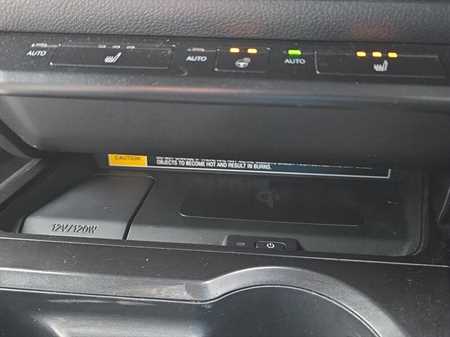 AUTO
AUTO
AUTO
CAUTION
OBJECTS TO BECOME HOT AND RESULT IN BURNS.
12V/120W